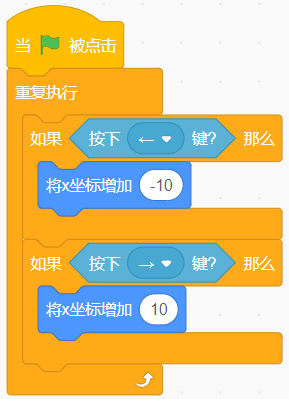 当 被点击
重复执行
如果 按下 ← 键? 那么
将x坐标增加 -10
如果 按下 → 键? 那么
将x坐标增加 10